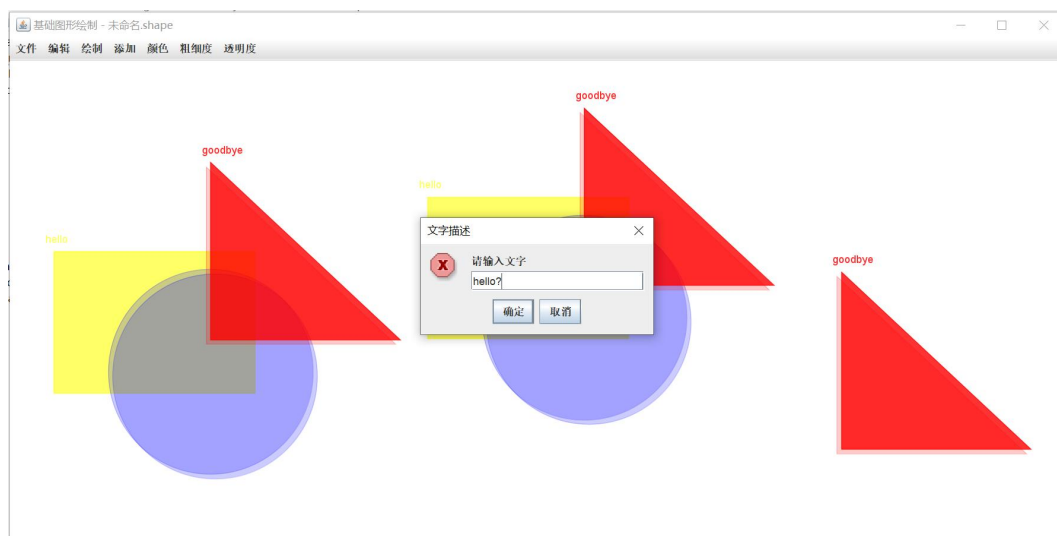 基础图形绘制 - 未命名.shape
文件 编辑 绘制 添加 颜色 粗细度 透明度
goodbye
goodbye
hello
hello
文字描述
请输入文字
hello?
确定 取消
goodbye